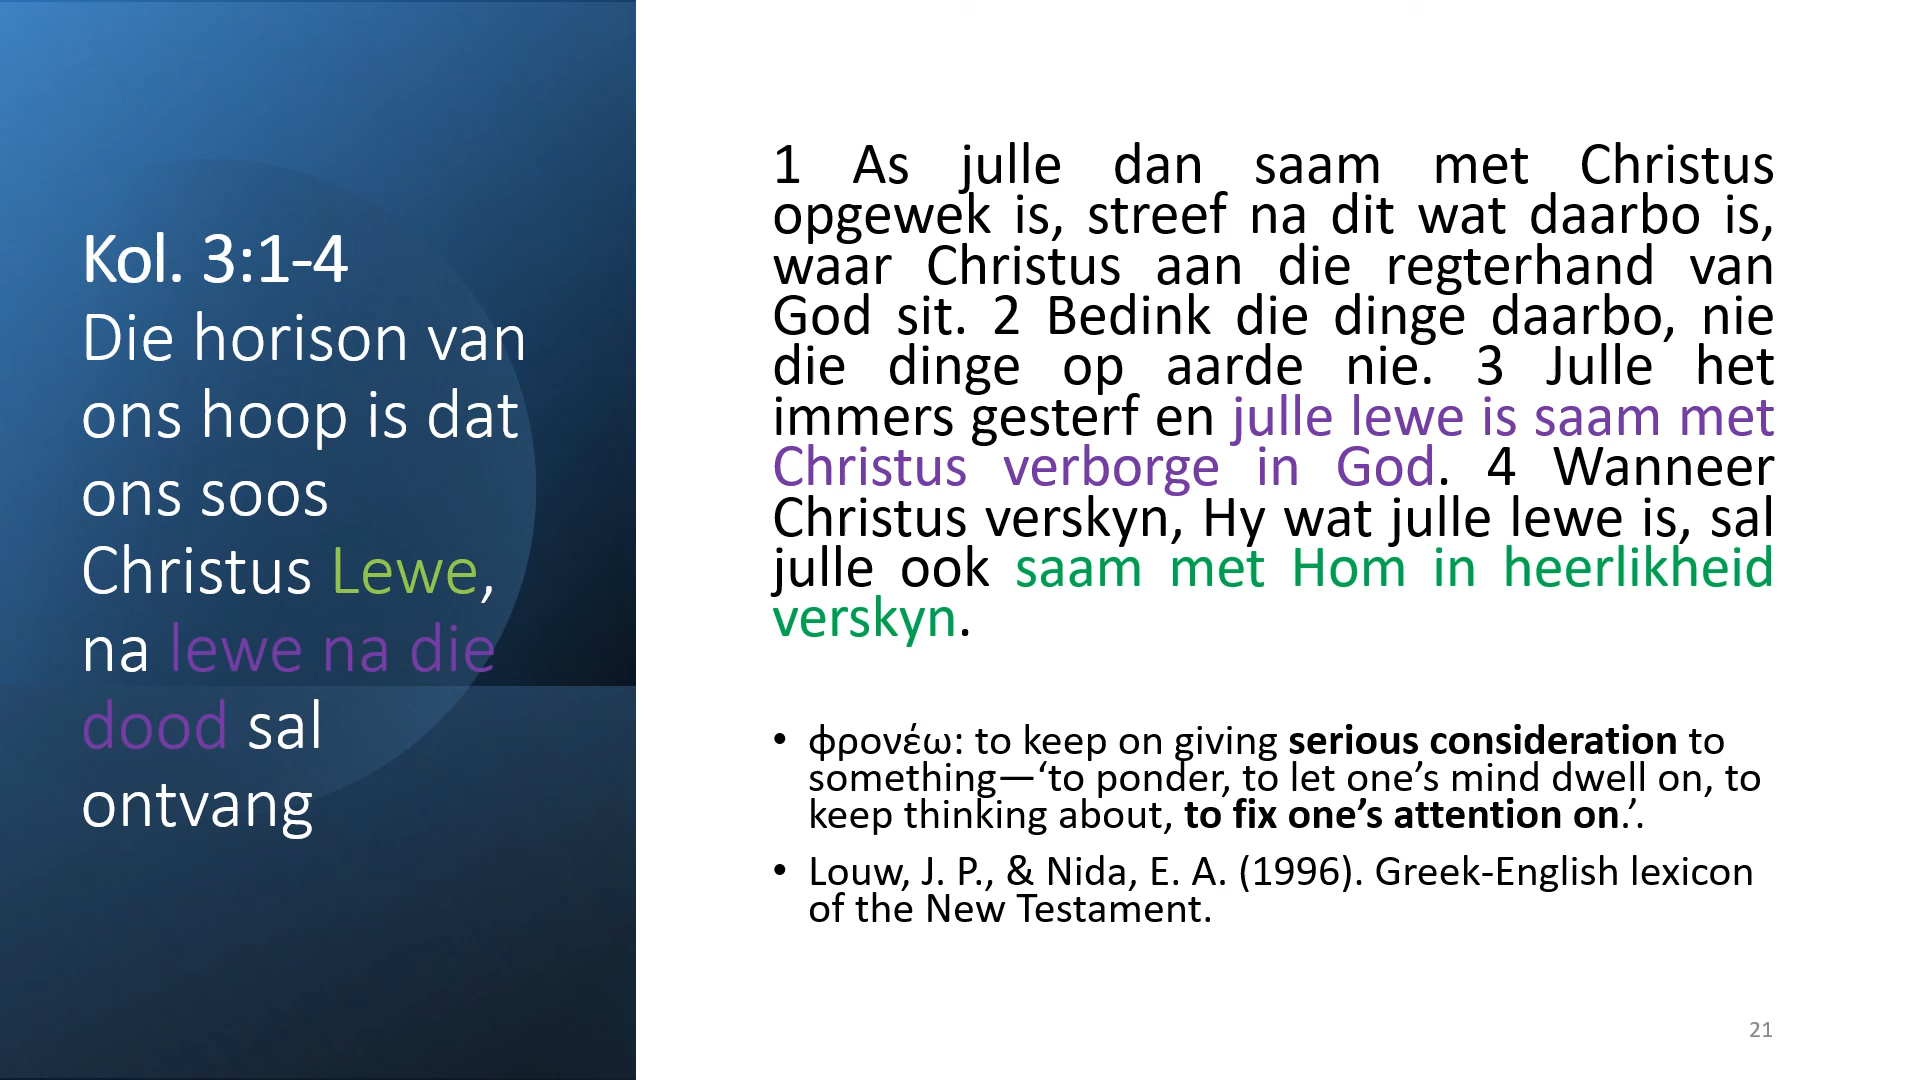 Kol. 3:1-4
Die horison van
ons hoop is dat
ons soos
Christus Lewe,
na lewe na die
dood sal
ontvang
1 As julle dan saam met Christus
opgewek is, streef na dit wat daarbo is,
waar Christus aan die regterhand van
God sit. 2 Bedink die dinge daarbo, nie
die dinge op aarde nie. 3 Julle het
immers gesterf en julle lewe is saam met
Christus verborge in God. 4 Wanneer
Christus verskyn, Hy wat julle lewe is, sal
julle ook saam met Hom in heerlikheid
verskyn.
• φρονέω: to keep on giving serious consideration to
something—‘to ponder, to let one’s mind dwell on, to
keep thinking about, to fix one’s attention on.’.
• Louw, J. P., & Nida, E. A. (1996). Greek-English lexicon
of the New Testament.
21